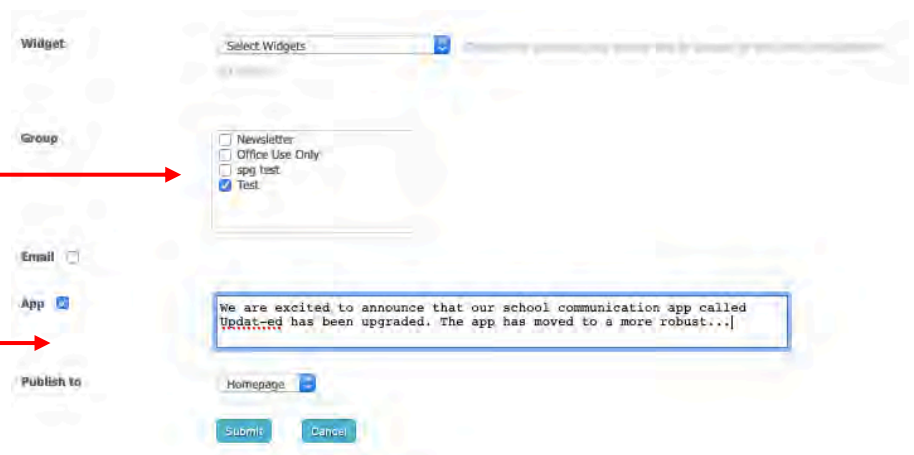 Widget
Select Widgets
Group
Newsletter
Office Use Only
spg test
Test
Email
App
We are excited to announce that our school communication app called
Updat-ed has been upgraded. The app has moved to a more robust...
Publish to
Homepage
Submit
Cancel